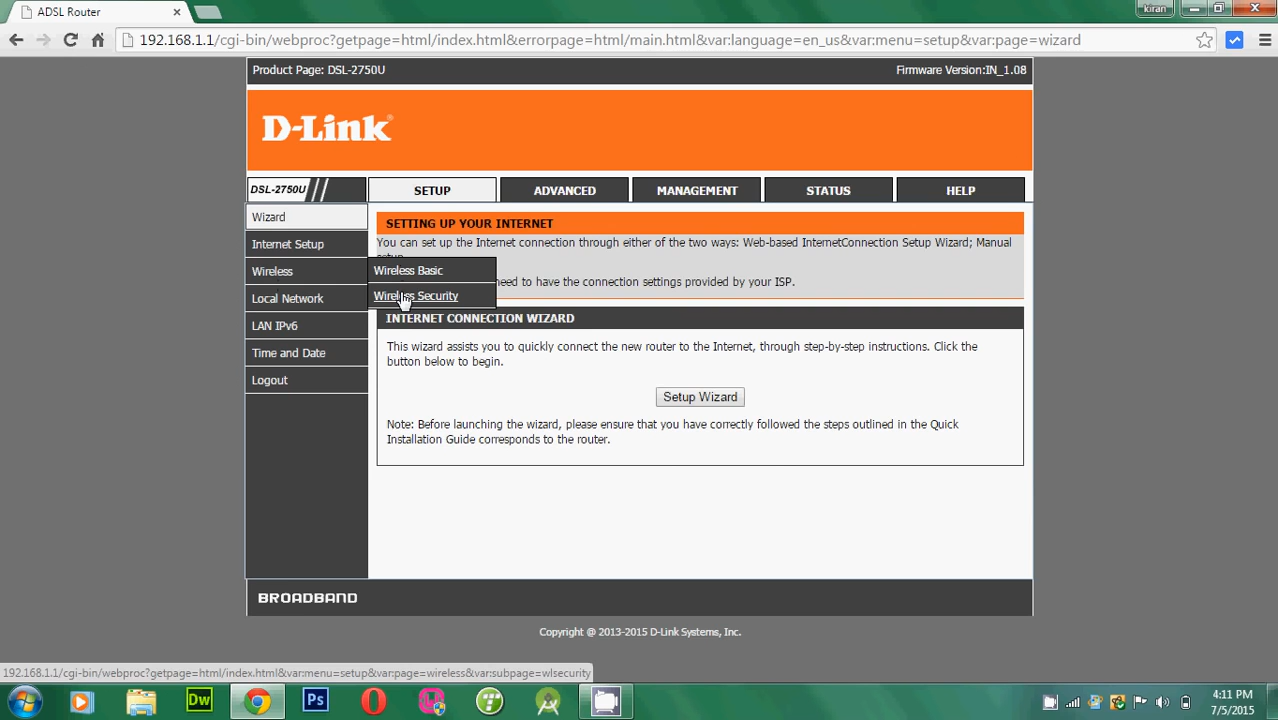 ADSL Router
kiran
192.168.1.1/cgi-bin/webproc?getpage=html/index.html&errorpage=html/main.html&var:language=en_us&var:menu=setup&var:page=wizard
Product Page: DSL-2750U
Firmware Version:IN_1.08
D-Link
DSL-2750U
SETUP
ADVANCED
MANAGEMENT
STATUS
HELP
Wizard
Internet Setup
Wireless
Local Network
LAN IPv6
Time and Date
Logout
Wireless Basic
Wireless Security
SETTING UP YOUR INTERNET
You can set up the Internet connection through either of the two ways: Web-based InternetConnection Setup Wizard; Manual
setup.
need to have the connection settings provided by your ISP.
INTERNET CONNECTION WIZARD
This wizard assists you to quickly connect the new router to the Internet, through step-by-step instructions. Click the
button below to begin.
Setup Wizard
Note: Before launching the wizard, please ensure that you have correctly followed the steps outlined in the Quick
Installation Guide corresponds to the router.
BROADBAND
Copyright @ 2013-2015 D-Link Systems, Inc.
192.168.1.1/cgi-bin/webproc?getpage=html/index.html&var:menu=setup&var:page=wireless&var:subpage=wlsecurity
Dw
Ps
4:11 PM
7/5/2015